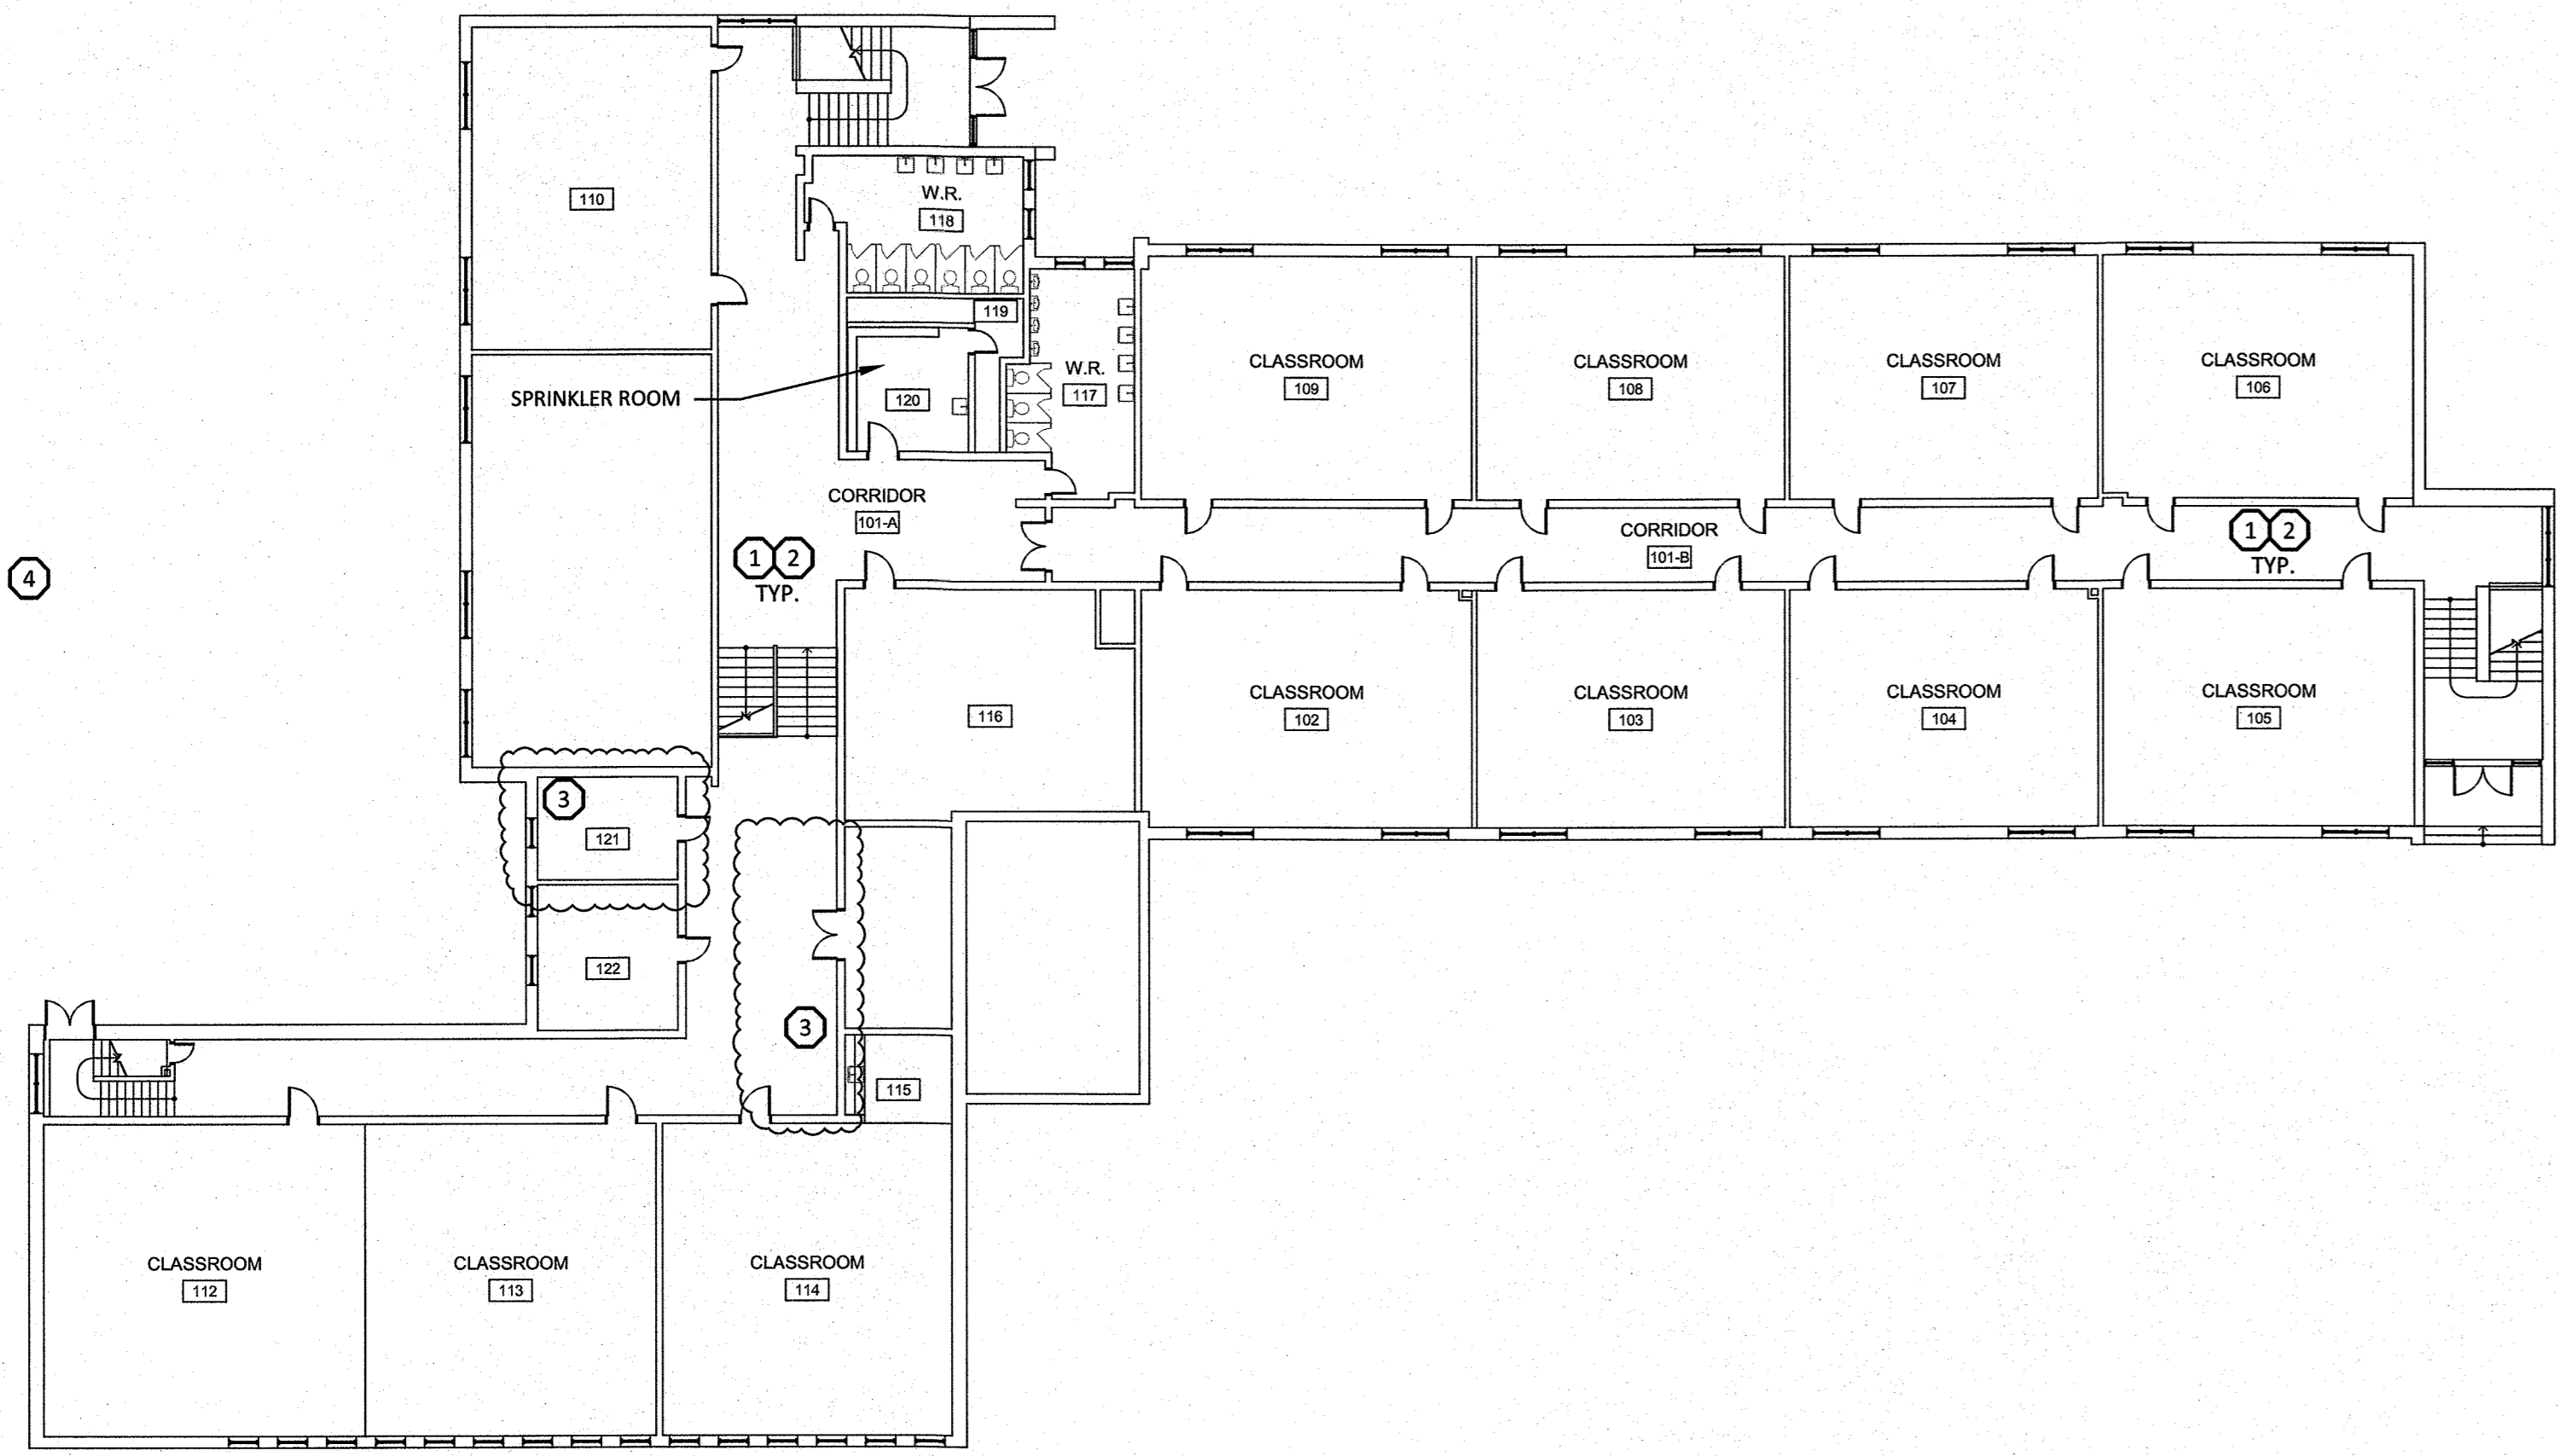 110
W.R.
118
119
SPRINKLER ROOM
120
W.R.
117
CLASSROOM
109
CLASSROOM
108
CLASSROOM
107
CLASSROOM
106
CORRIDOR
101-A
1 2
TYP.
CORRIDOR
101-B
1 2
TYP.
4
116
CLASSROOM
102
CLASSROOM
103
CLASSROOM
104
CLASSROOM
105
3
121
122
3
115
CLASSROOM
112
CLASSROOM
113
CLASSROOM
114